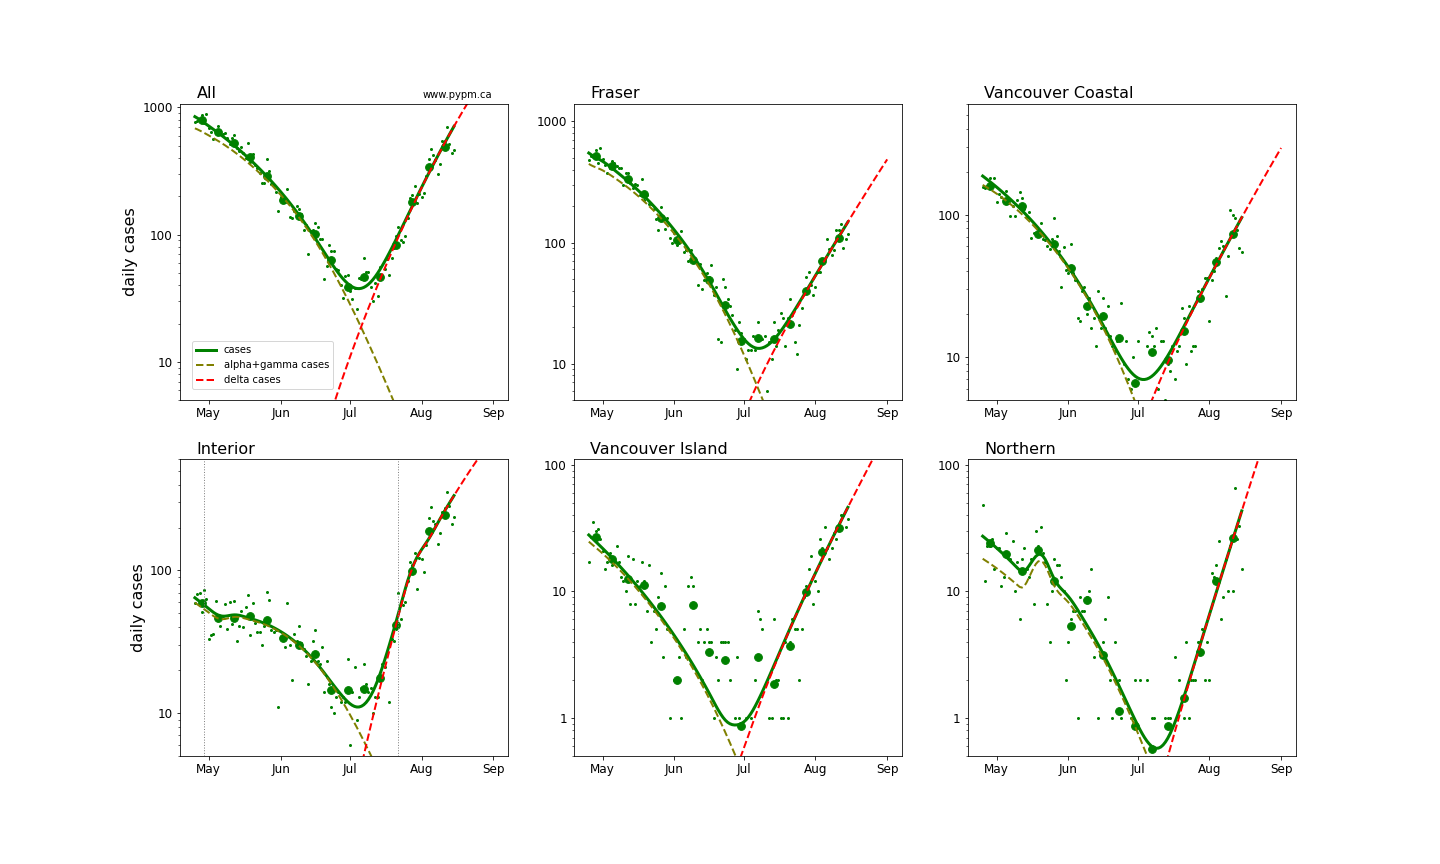 All
www.pypm.ca
Fraser
Vancouver Coastal
daily cases
1000
100
10
cases
alpha+gamma cases
delta cases
May Jun Jul Aug Sep
1000
100
10
May Jun Jul Aug Sep
100
10
May Jun Jul Aug Sep
Interior
Vancouver Island
Northern
daily cases
100
10
May Jun Jul Aug Sep
100
10
1
May Jun Jul Aug Sep
100
10
1
May Jun Jul Aug Sep